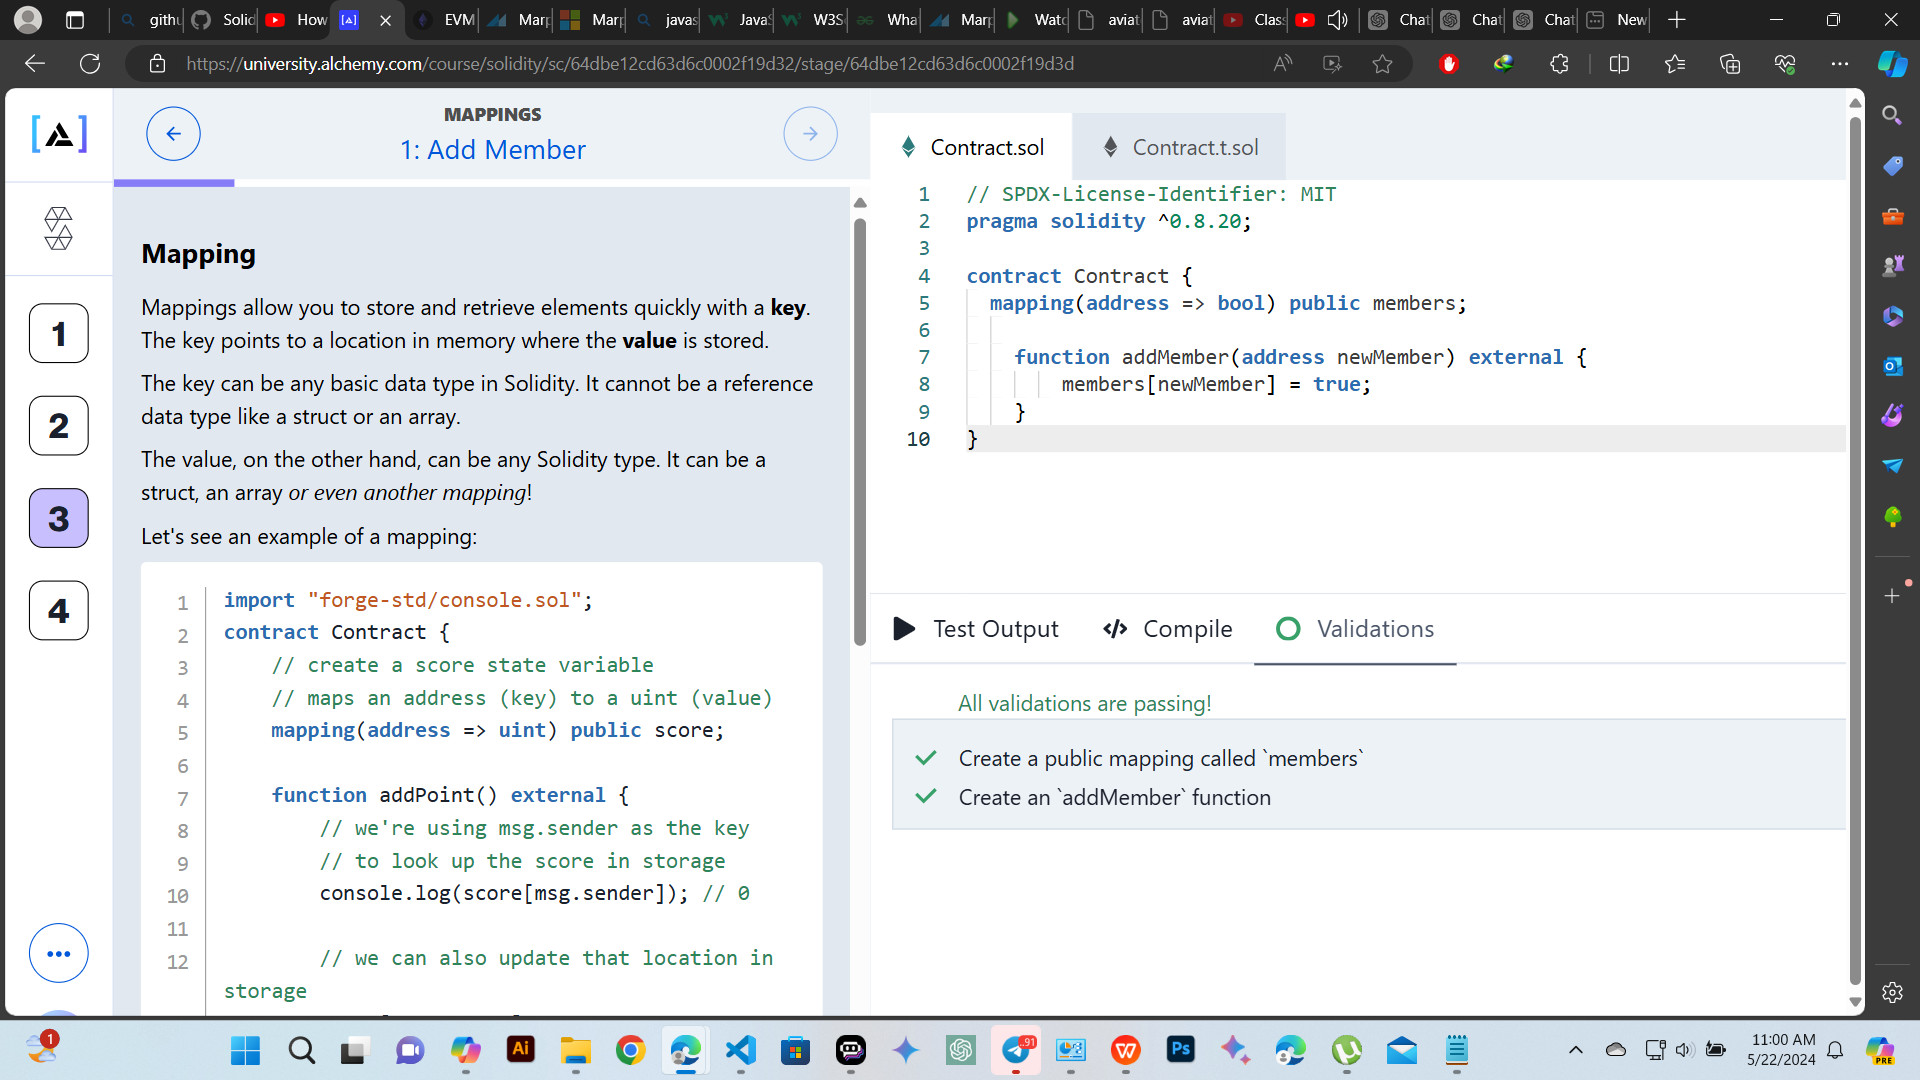 githu
Solid
How
EVM
Marp
Marp
javas
JavaS
W3S
Wha
Marp
Watc
aviat
aviat
Class
Chat
Chat
Chat
New
https://university.alchemy.com/course/solidity/sc/64dbe12cd63d6c0002f19d32/stage/64dbe12cd63d6c0002f19d3d
MAPPINGS
1: Add Member
1
2
3
4
Mapping
Mappings allow you to store and retrieve elements quickly with a key.
The key points to a location in memory where the value is stored.
The key can be any basic data type in Solidity. It cannot be a reference
data type like a struct or an array.
The value, on the other hand, can be any Solidity type. It can be a
struct, an array or even another mapping!
Let's see an example of a mapping:
1 import "forge-std/console.sol";
2 contract Contract {
3 // create a score state variable
4 // maps an address (key) to a uint (value)
5 mapping(address => uint) public score;
6
7 function addPoint() external {
8 // we're using msg.sender as the key
9 // to look up the score in storage
10 console.log(score[msg.sender]); // 0
11
12 // we can also update that location in
storage
Contract.sol
Contract.t.sol
1 // SPDX-License-Identifier: MIT
2 pragma solidity ^0.8.20;
3
4 contract Contract {
5 mapping(address => bool) public members;
6
7 function addMember(address newMember) external {
8 members[newMember] = true;
9 }
10 }
Test Output
Compile
Validations
All validations are passing!
Create a public mapping called `members`
Create an `addMember` function
1
Ai
91
Ps
11:00 AM
5/22/2024
PRE